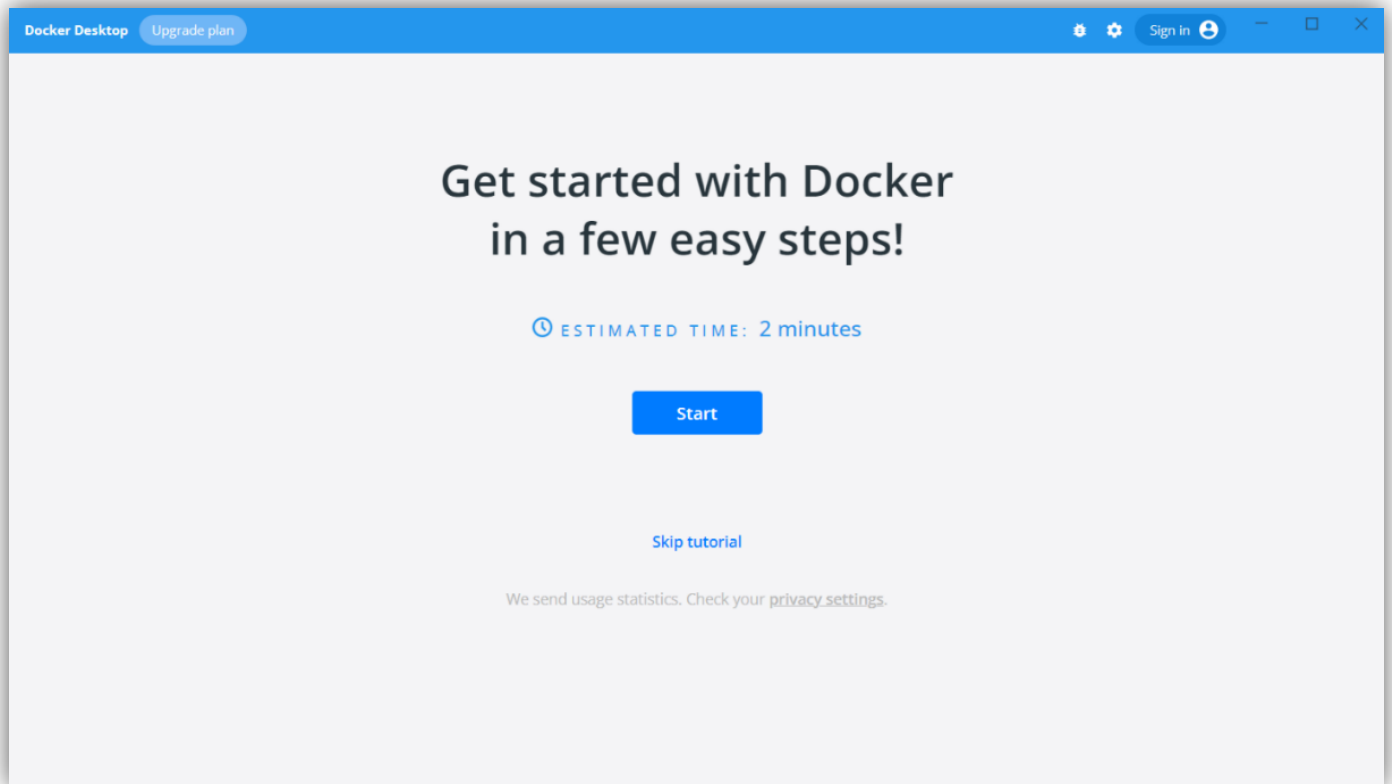 Docker Desktop Upgrade plan Sign in
Get started with Docker
in a few easy steps!
ESTIMATED TIME: 2 minutes
Start
Skip tutorial
We send usage statistics. Check your privacy settings.